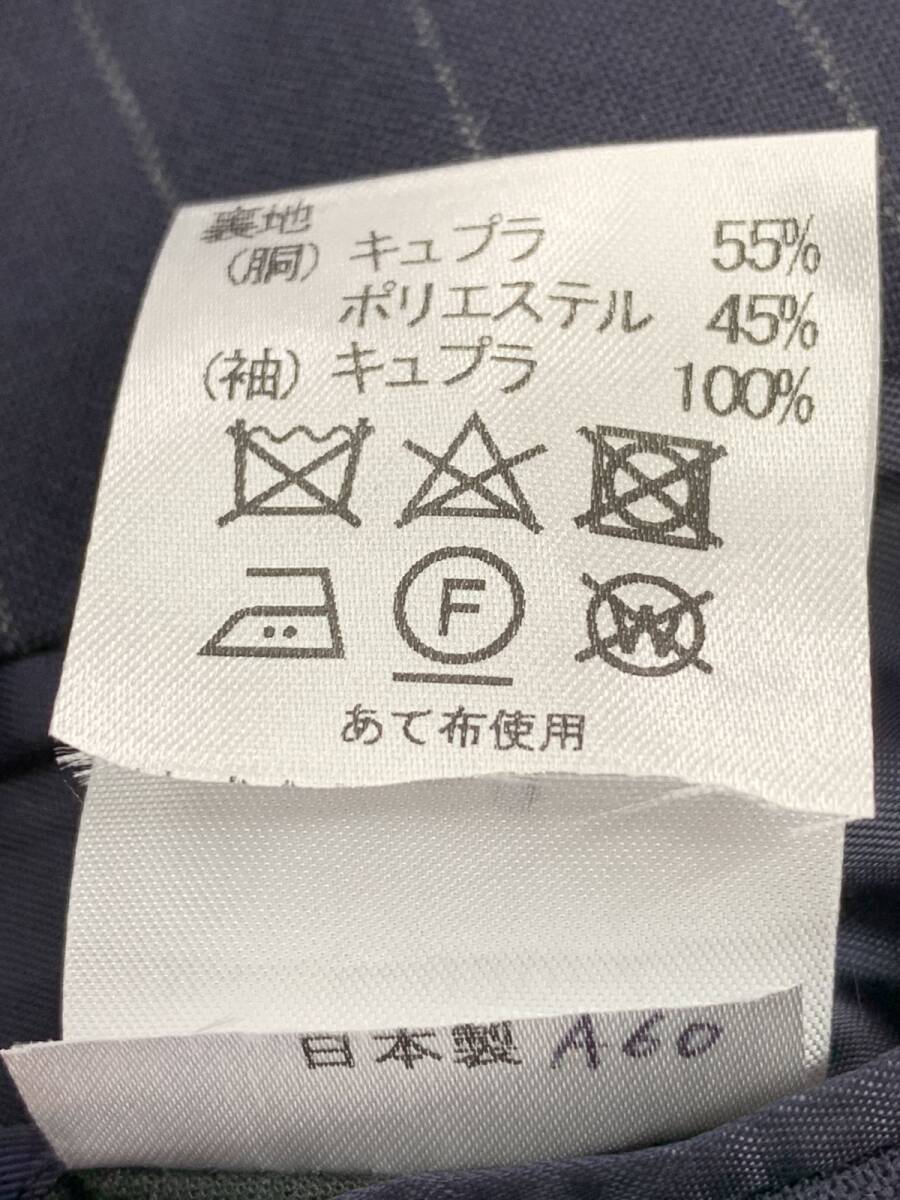 裏地
(胴) キュプラ 55%
ポリエステル 45%
(袖) キュプラ 100%
F
W
あて布使用
日本製 A60